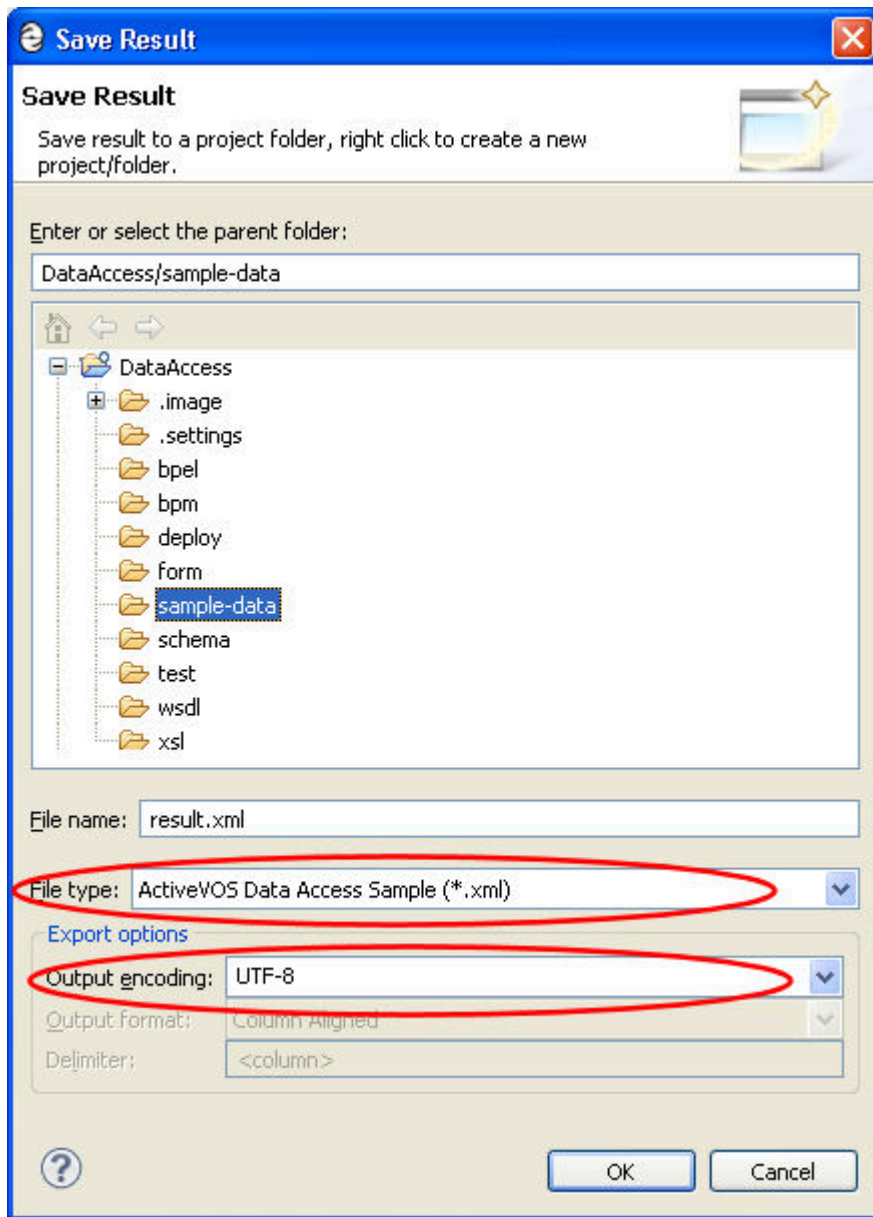 Save Result
Save Result
Save result to a project folder, right click to create a new
project/folder.
Enter or select the parent folder:
DataAccess/sample-data
DataAccess
.image
.settings
bpel
bpm
deploy
form
sample-data
schema
test
wsdl
xsl
File name: result.xml
File type: ActiveVOS Data Access Sample (*.xml)
Export options
Output encoding: UTF-8
Output format: Column Aligned
Delimiter: <column>
? OK Cancel